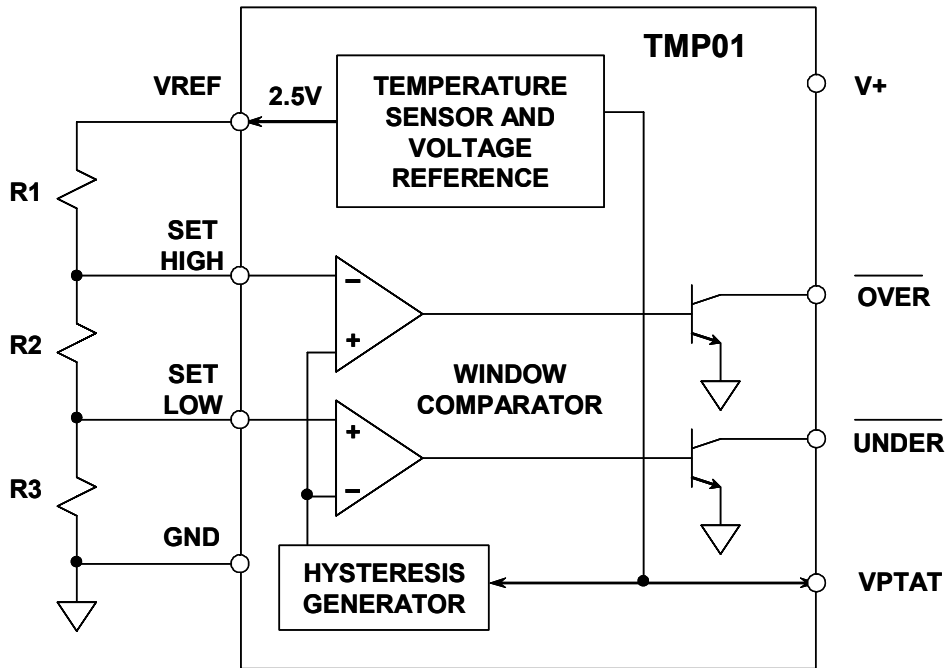 TMP01
VREF
2.5V
TEMPERATURE
SENSOR AND
VOLTAGE
REFERENCE
V+
R1
SET
HIGH
−
+
OVER
R2
SET
LOW
WINDOW
COMPARATOR
+
−
UNDER
R3
GND
HYSTERESIS
GENERATOR
VPTAT